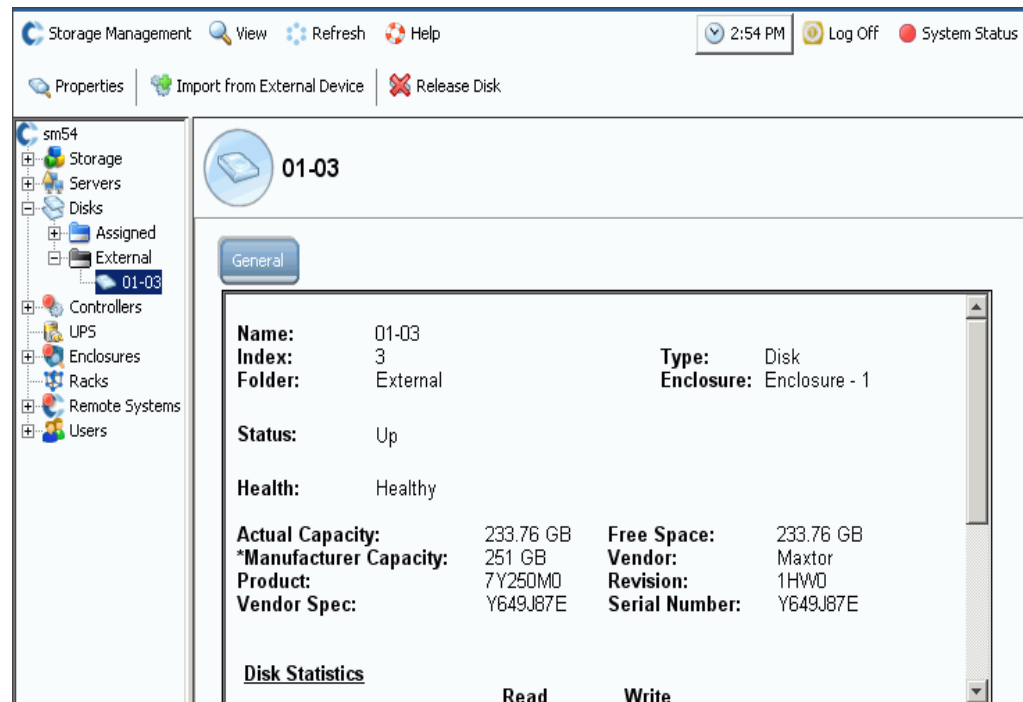 Storage Management View Refresh Help 2:54 PM Log Off System Status
Properties Import from External Device Release Disk
sm54
Storage
Servers
Disks
Assigned
External
01-03
Controllers
UPS
Enclosures
Racks
Remote Systems
Users
01-03
General
Name: 01-03
Index: 3 Type: Disk
Folder: External Enclosure: Enclosure - 1
Status: Up
Health: Healthy
Actual Capacity: 233.76 GB Free Space: 233.76 GB
*Manufacturer Capacity: 251 GB Vendor: Maxtor
Product: 7Y250M0 Revision: 1HW0
Vendor Spec: Y649J87E Serial Number: Y649J87E
Disk Statistics
Read Write